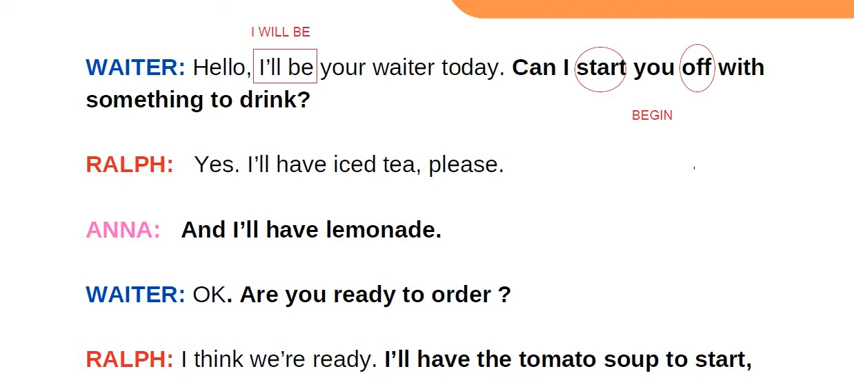 I WILL BE
WAITER: Hello, I’ll be your waiter today. Can I start you off with
something to drink?
BEGIN
RALPH: Yes. I’ll have iced tea, please.
ANNA: And I’ll have lemonade.
WAITER: OK. Are you ready to order ?
RALPH: I think we’re ready. I’ll have the tomato soup to start,